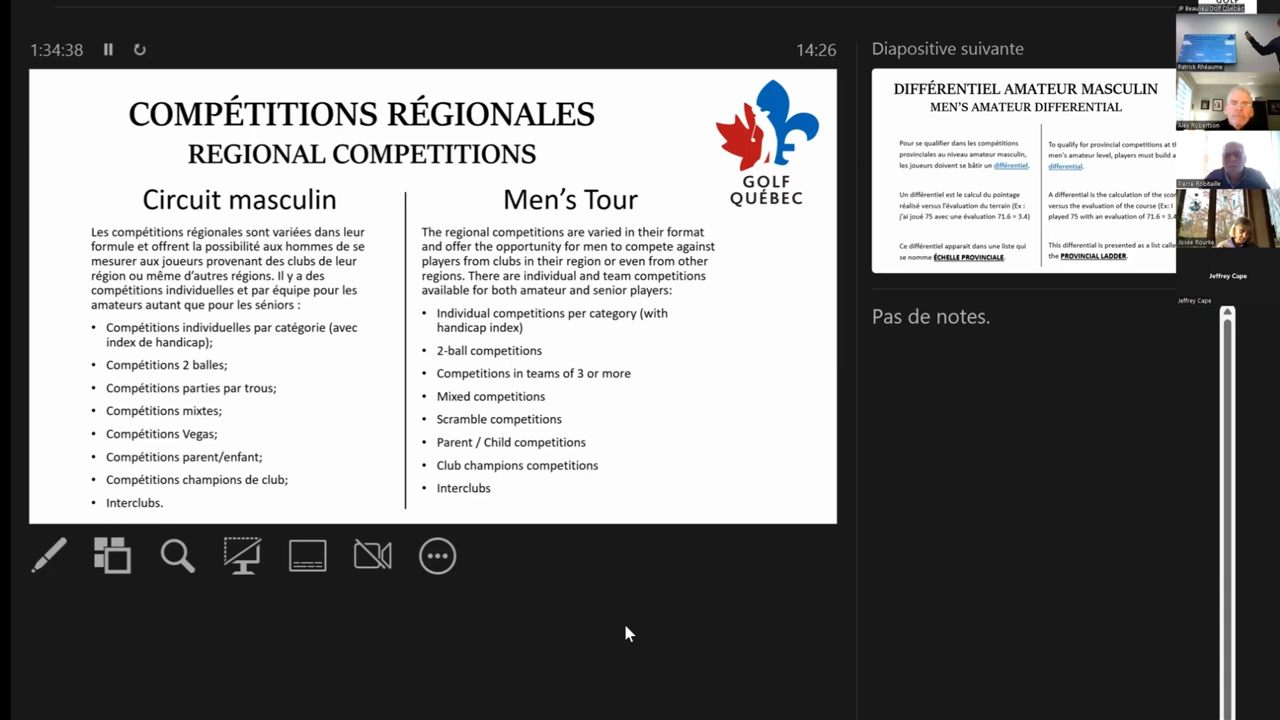 1:34:38
14:26
COMPÉTITIONS RÉGIONALES
REGIONAL COMPETITIONS
GOLF
QUÉBEC
Circuit masculin
Les compétitions régionales sont variées dans leur
formule et offrent la possibilité aux hommes de se
mesurer aux joueurs provenant des clubs de leur
région ou même d'autres régions. Il y a des
compétitions individuelles et par équipe pour les
amateurs autant que pour les séniors :
• Compétitions individuelles par catégorie (avec
index de handicap);
• Compétitions 2 balles;
• Compétitions parties par trous;
• Compétitions mixtes;
• Compétitions Vegas;
• Compétitions parent/enfant;
• Compétitions champions de club;
• Interclubs.
Men's Tour
The regional competitions are varied in their format
and offer the opportunity for men to compete against
players from clubs in their region or even from other
regions. There are individual and team competitions
available for both amateur and senior players:
• Individual competitions per category (with
handicap index)
• 2-ball competitions
• Competitions in teams of 3 or more
• Mixed competitions
• Scramble competitions
• Parent / Child competitions
• Club champions competitions
• Interclubs
Diapositive suivante
DIFFÉRENTIEL AMATEUR MASCULIN
MEN'S AMATEUR DIFFERENTIAL
Pour se qualifier dans les compétitions
provinciales au niveau amateur masculin,
les joueurs doivent se bâtir un différentiel.
Un différentiel est le calcul du pointage
réalisé versus l'évaluation du terrain (Ex :
j'ai joué 75 avec une évaluation 71.6 = 3.4)
Ce différentiel apparait dans une liste qui
se nomme ÉCHELLE PROVINCIALE.
To qualify for provincial competitions at t
men's amateur level, players must build a
differential.
A differential is the calculation of the scor
versus the evaluation of the course (Ex: I
played 75 with an evaluation of 71.6 = 3.4
This differential is presented as a list calle
the PROVINCIAL LADDER.
Pas de notes.
JP Beaulieu Golf Québec
Patrick Rhéaume
Alex Robertson
Pierre Robitaille
Josée Rourke
Jeffrey Cape
Jeffrey Cape